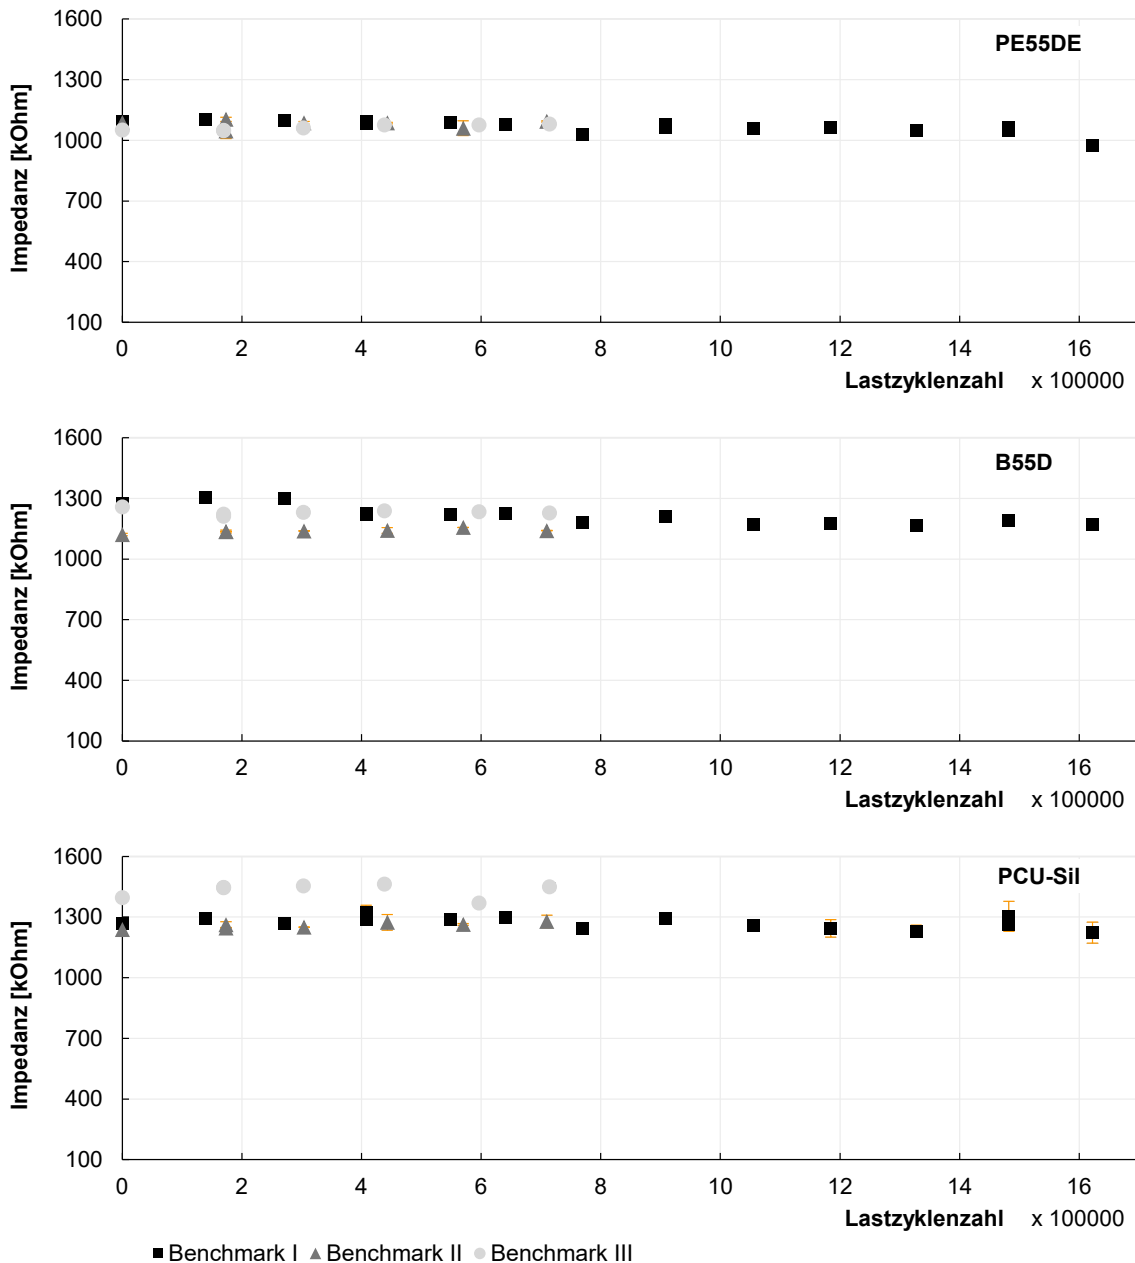 1600
PE55DE
1300
1000
700
400
100
Impedanz [kOhm]
0 2 4 6 8 10 12 14 16
Lastzyklenzahl x 100000
1600
B55D
1300
1000
700
400
100
Impedanz [kOhm]
0 2 4 6 8 10 12 14 16
Lastzyklenzahl x 100000
1600
PCU-Sil
1300
1000
700
400
100
Impedanz [kOhm]
0 2 4 6 8 10 12 14 16
Lastzyklenzahl x 100000
Benchmark I Benchmark II Benchmark III